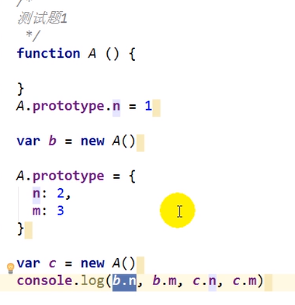 /*
测试题1
*/
function A () {

}
A.prototype.n = 1

var b = new A()

A.prototype = {
n: 2,
m: 3
}

var c = new A()
console.log(b.n, b.m, c.n, c.m)